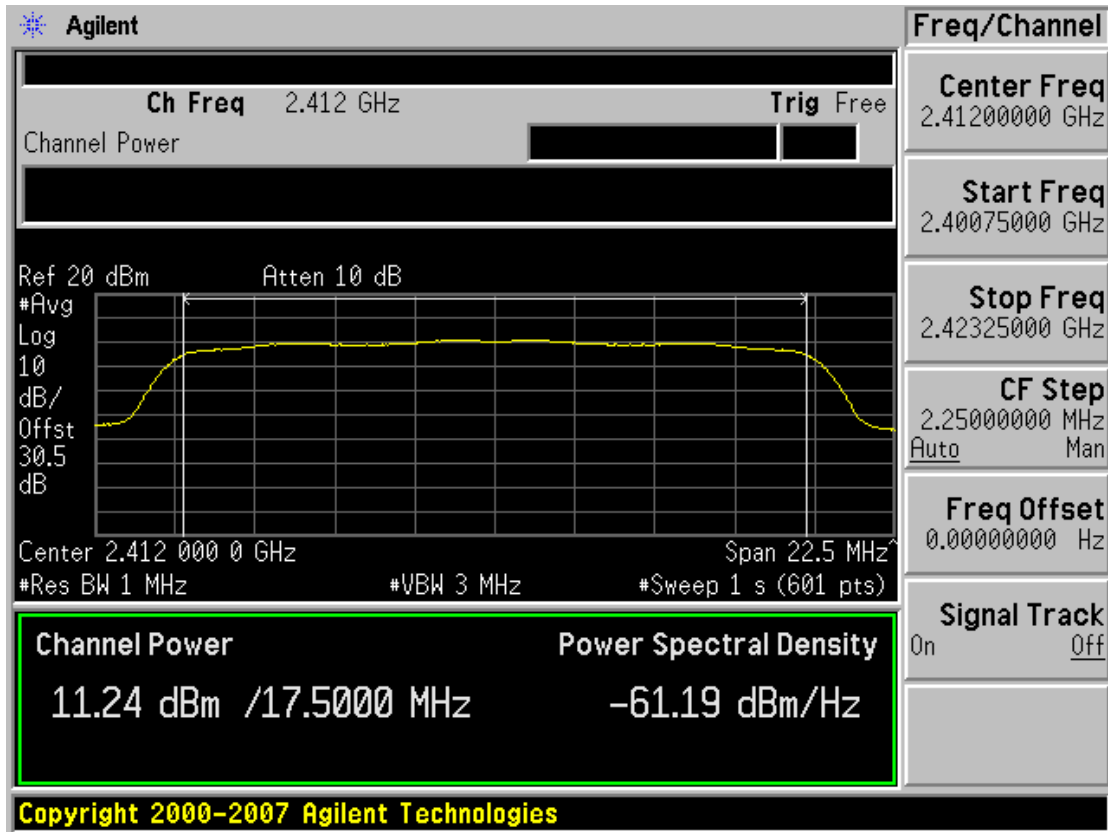 Agilent
Freq/Channel
Ch Freq 2.412 GHz Trig Free
Channel Power
Ref 20 dBm Atten 10 dB
#Avg
Log
10
dB/
Offst
30.5
dB
Center 2.412 000 0 GHz Span 22.5 MHz^
#Res BW 1 MHz #VBW 3 MHz #Sweep 1 s (601 pts)
Channel Power Power Spectral Density
11.24 dBm /17.5000 MHz -61.19 dBm/Hz
Center Freq
2.41200000 GHz
Start Freq
2.40075000 GHz
Stop Freq
2.42325000 GHz
CF Step
2.25000000 MHz
Auto Man
Freq Offset
0.00000000 Hz
Signal Track
On Off
Copyright 2000-2007 Agilent Technologies